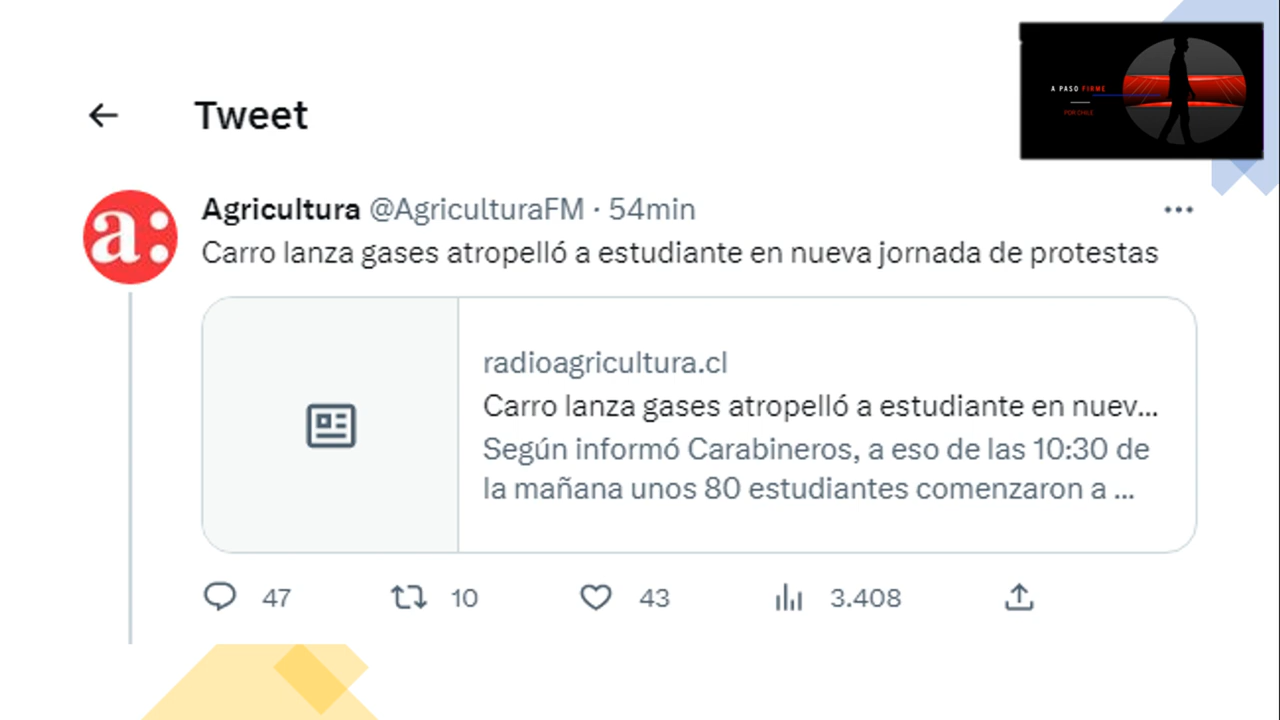 A PASO FIRME
POR CHILE
Tweet
a:
Agricultura @AgriculturaFM · 54min
Carro lanza gases atropelló a estudiante en nueva jornada de protestas
radioagricultura.cl
Carro lanza gases atropelló a estudiante en nuev...
Según informó Carabineros, a eso de las 10:30 de
la mañana unos 80 estudiantes comenzaron a ...
47 10 43 3.408